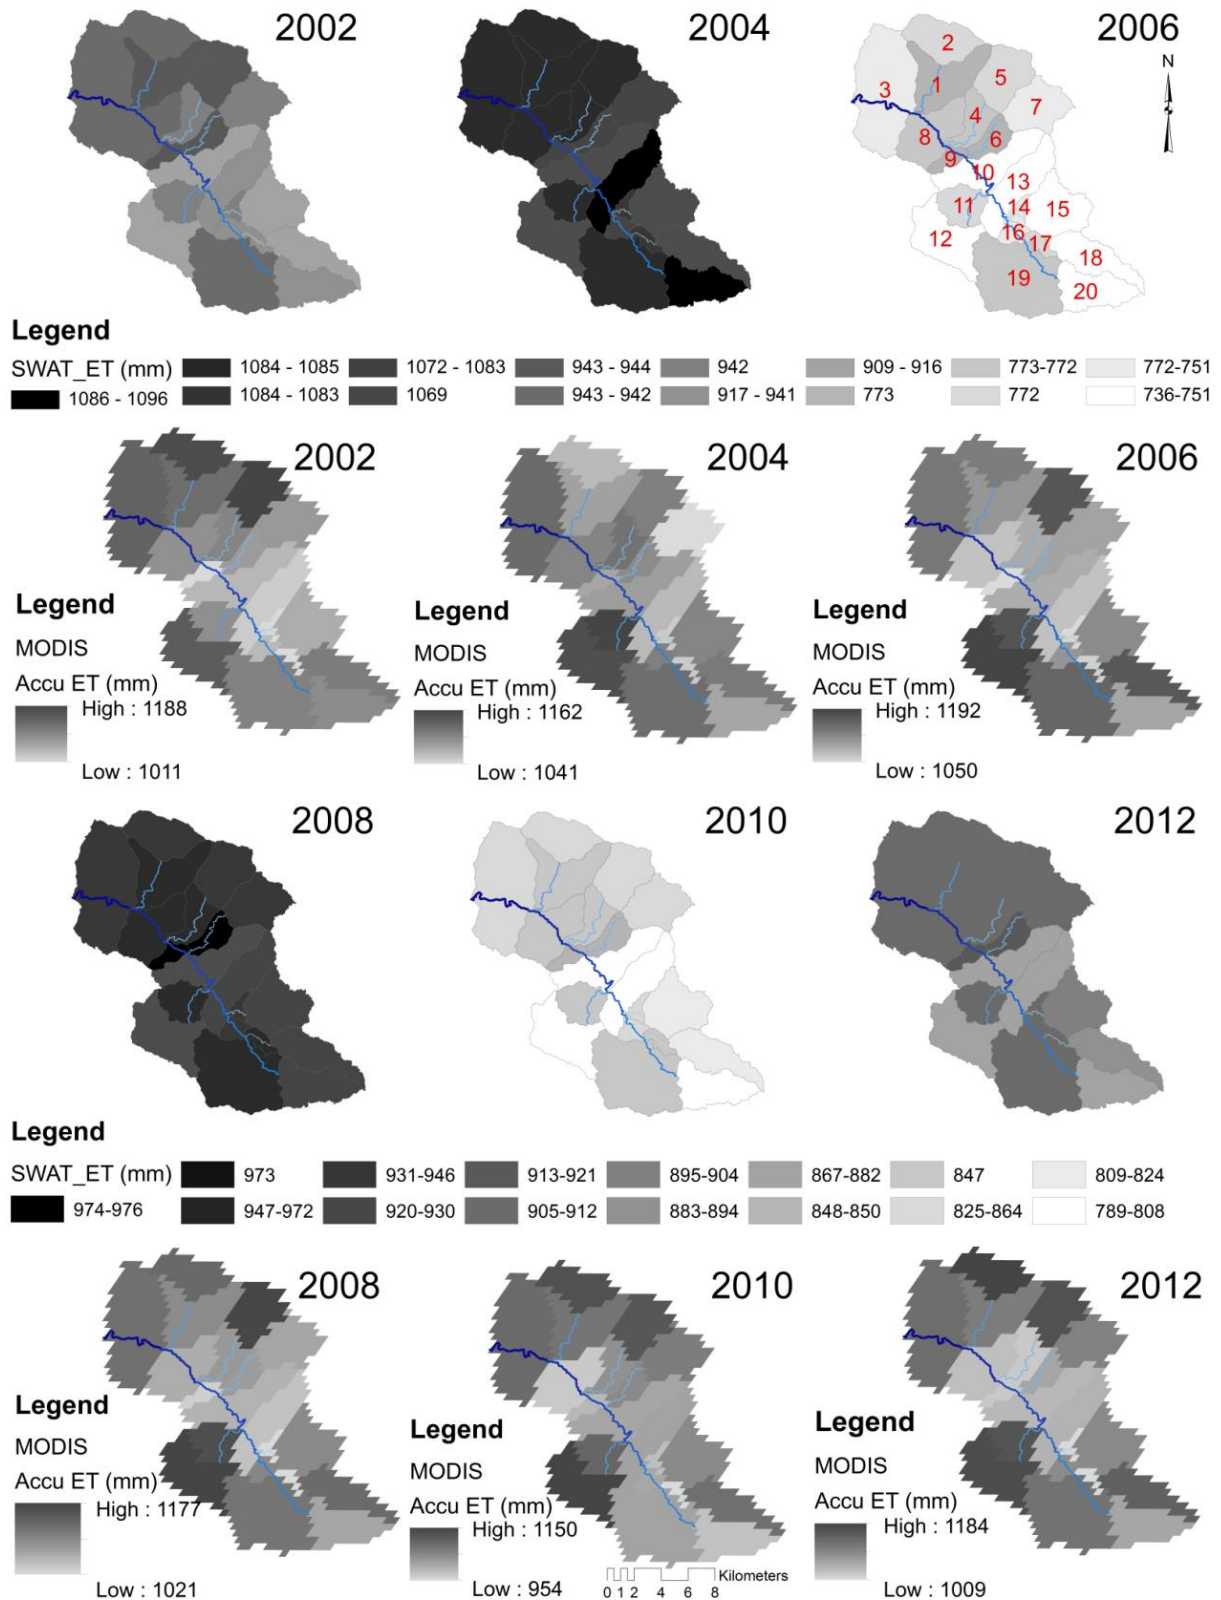 2002
2004
2006
N
2
1
5
3
7
4
8
6
9
10
13
11
14
15
12
16
17
18
19
20
Legend
SWAT_ET (mm)
1084 - 1085
1072 - 1083
943 - 944
942
909 - 916
773-772
772-751
1086 - 1096
1084 - 1083
1069
943 - 942
917 - 941
773
772
736-751
2002
2004
2006
Legend
MODIS
Accu ET (mm)
High : 1188
Low : 1011
Legend
MODIS
Accu ET (mm)
High : 1162
Low : 1041
Legend
MODIS
Accu ET (mm)
High : 1192
Low : 1050
2008
2010
2012
Legend
SWAT_ET (mm)
973
931-946
913-921
895-904
867-882
847
809-824
974-976
947-972
920-930
905-912
883-894
848-850
825-864
789-808
2008
2010
2012
Legend
MODIS
Accu ET (mm)
High : 1177
Low : 1021
Legend
MODIS
Accu ET (mm)
High : 1150
Low : 954
Kilometers
0 1 2 4 6 8
Legend
MODIS
Accu ET (mm)
High : 1184
Low : 1009